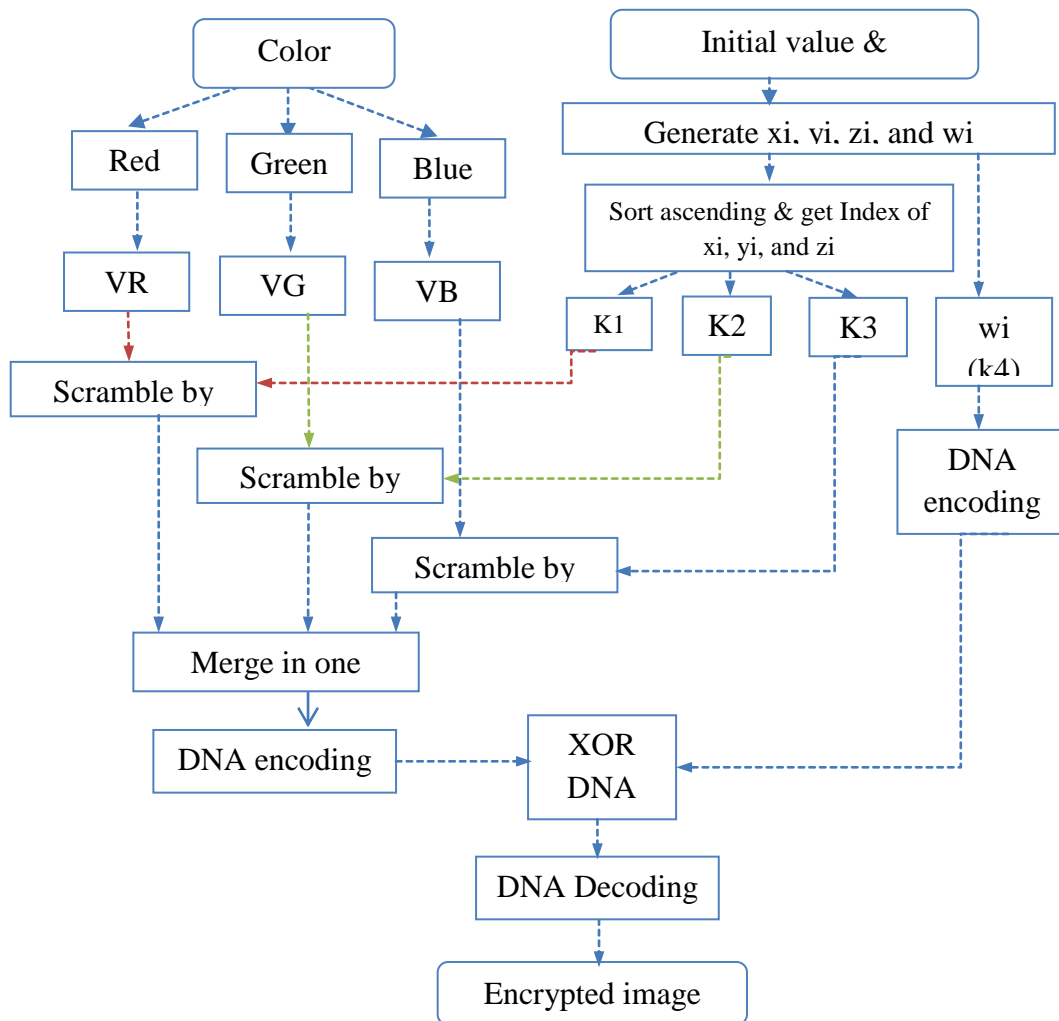 Color
Initial value &
Generate xi, yi, zi, and wi
Red
Green
Blue
Sort ascending & get Index of
xi, yi, and zi
VR
VG
VB
K1
K2
K3
wi
(k4)
Scramble by
Scramble by
DNA
encoding
Scramble by
Merge in one
DNA encoding
XOR
DNA
DNA Decoding
Encrypted image